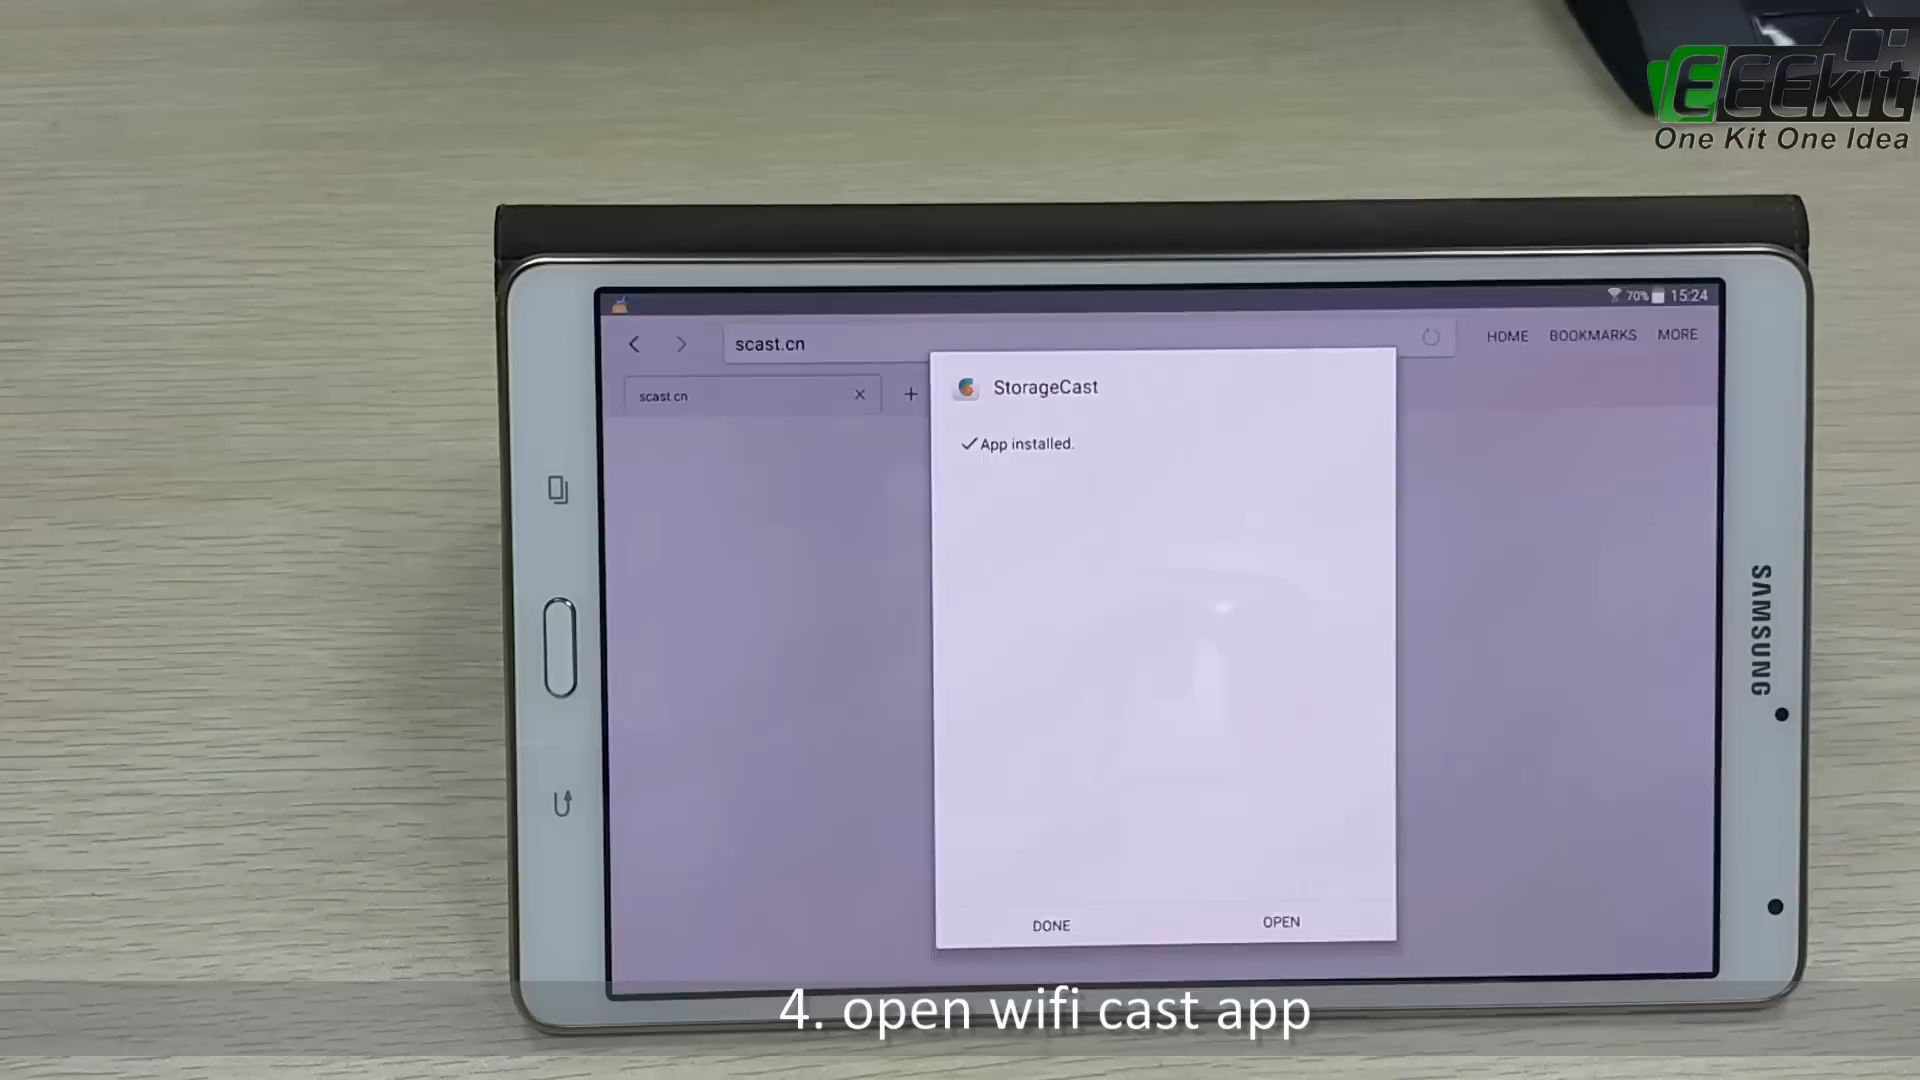 EEEkit
One Kit One Idea
70% 15:24
scast.cn
HOME BOOKMARKS MORE
scast.cn
StorageCast
App installed.
DONE OPEN
SAMSUNG
4. open wifi cast app